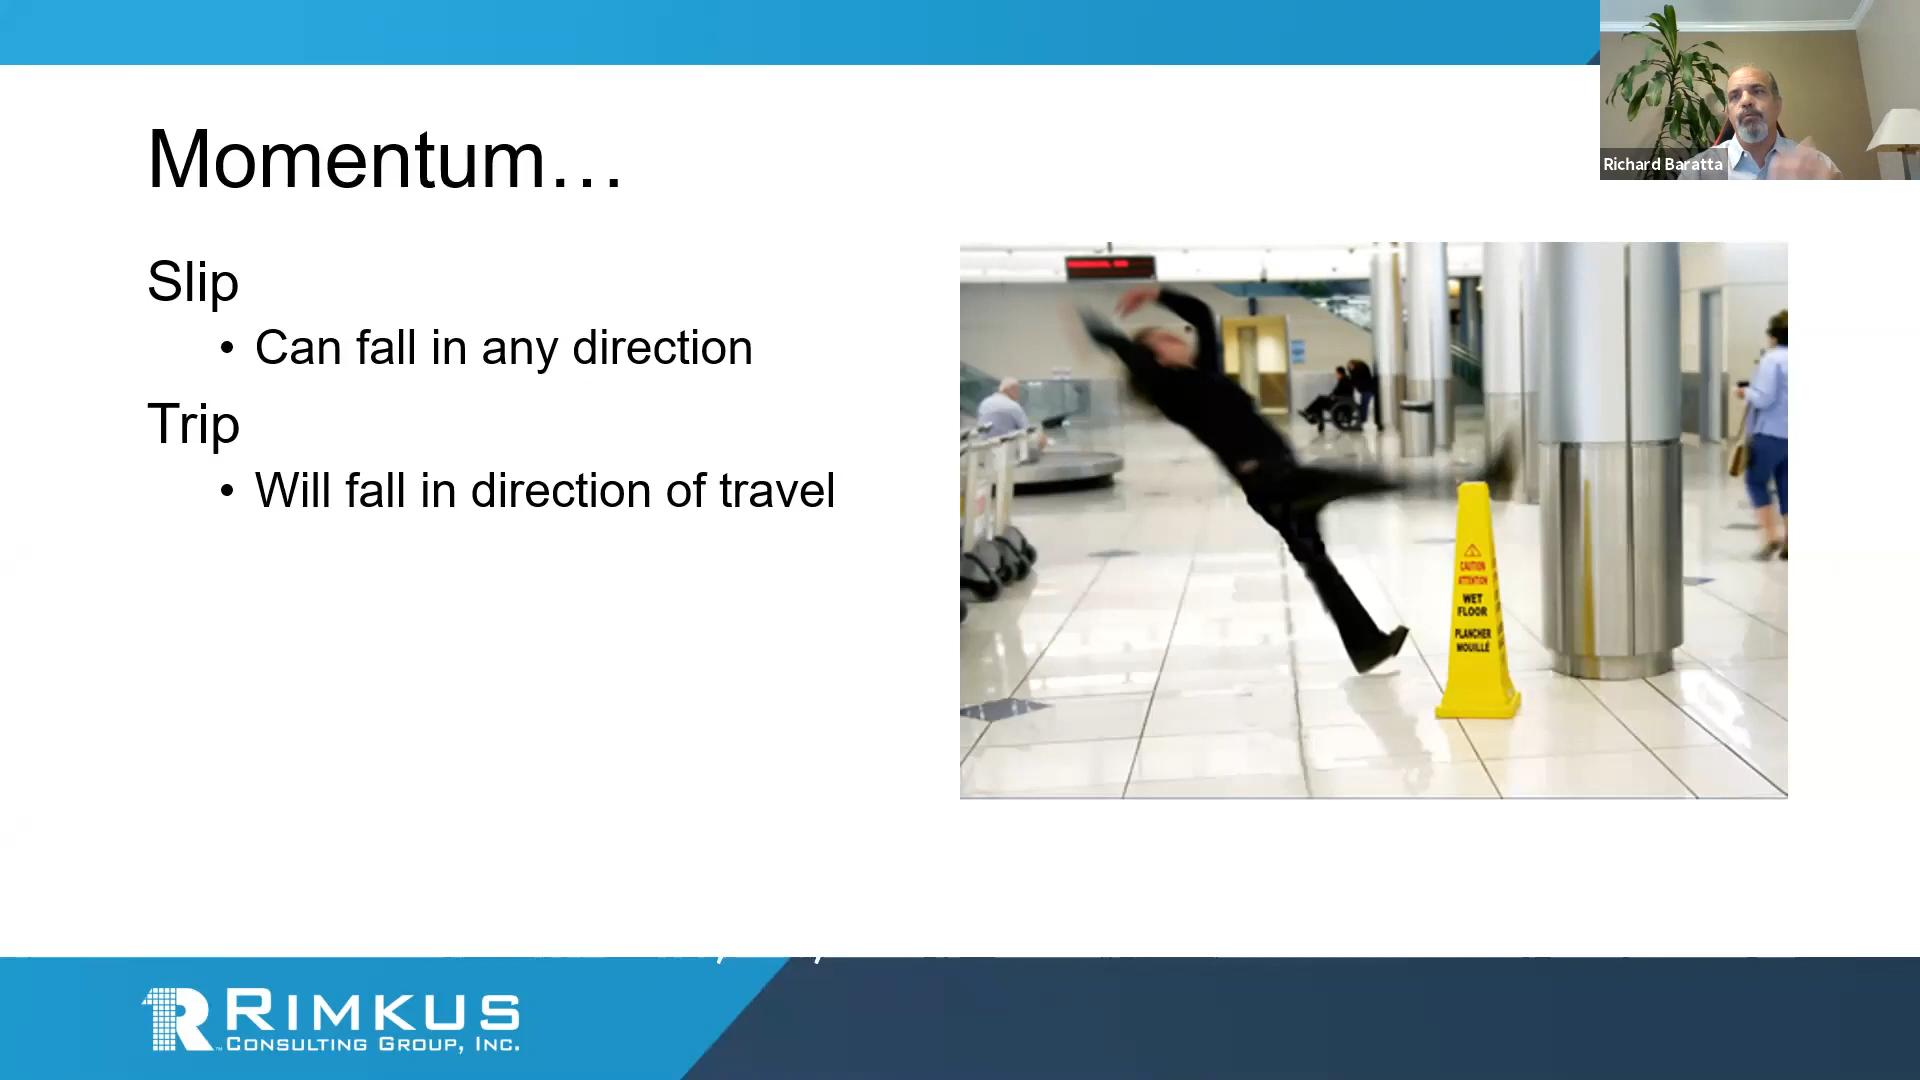 Richard Baratta
Momentum…
Slip
• Can fall in any direction
Trip
• Will fall in direction of travel
CAUTION
ATTENTION
WET
FLOOR
PLANCHER
MOUILLÉ
RIMKUS
CONSULTING GROUP, INC.